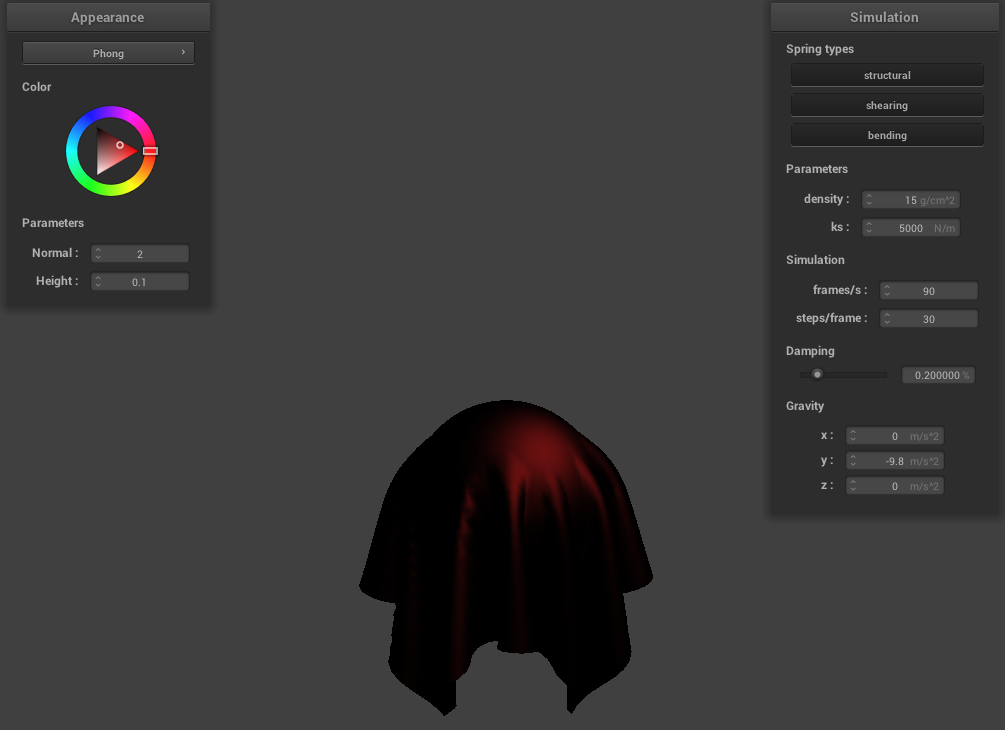 Appearance
Phong
Color
Parameters
Normal : 2
Height : 0.1
Simulation
Spring types
structural
shearing
bending
Parameters
density : 15 g/cm^2
ks : 5000 N/m
Simulation
frames/s : 90
steps/frame : 30
Damping
0.200000 %
Gravity
x : 0 m/s^2
y : -9.8 m/s^2
z : 0 m/s^2